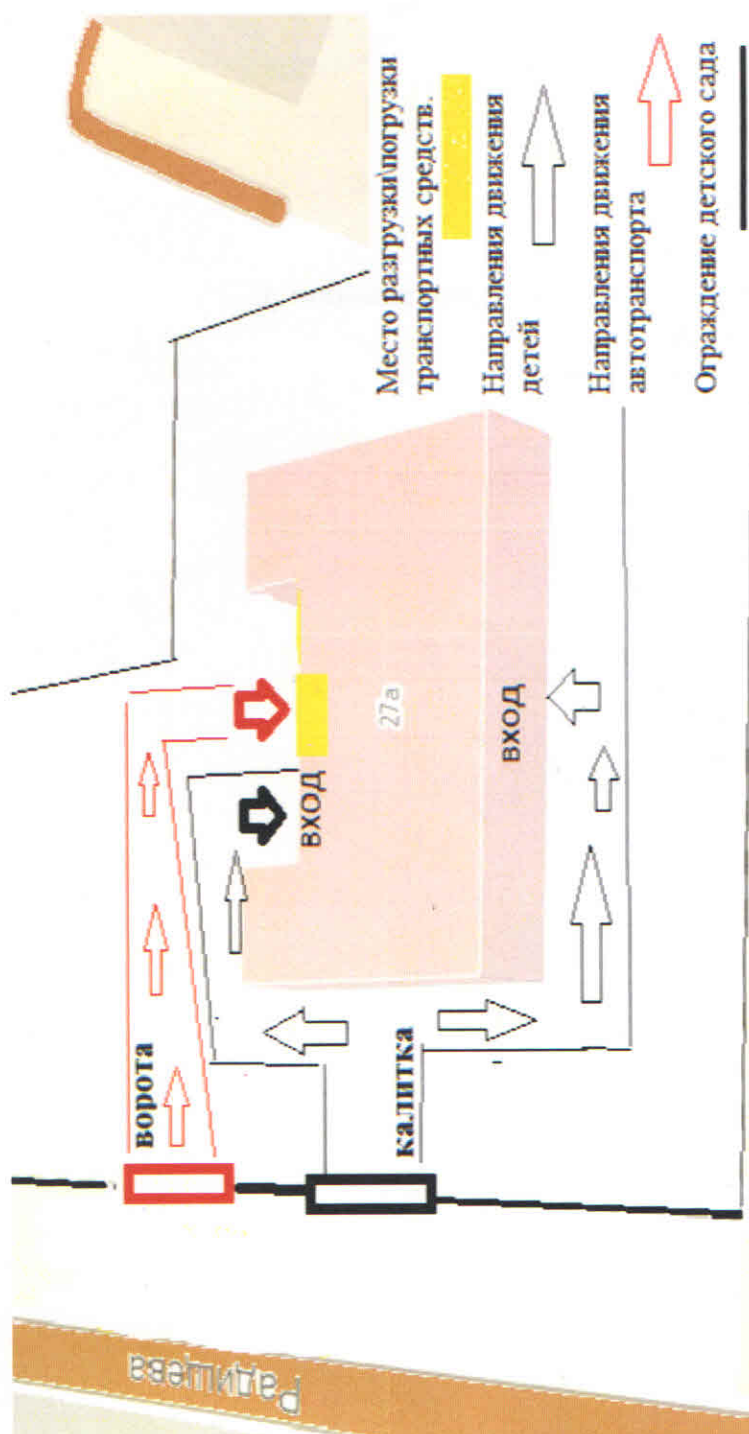 Радищева
ворота
калитка
вход
27а
вход
Место разгрузки\погрузки
транспортных средств.
Направления движения
детей
Направления движения
автотранспорта
Ограждение детского сада